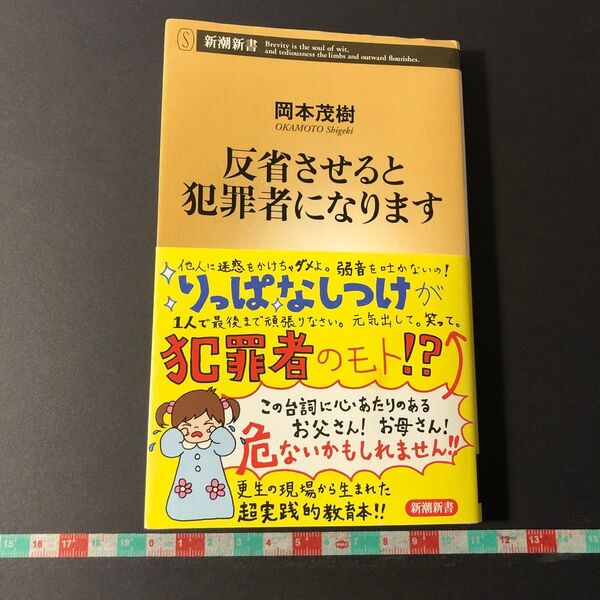 S 新潮新書
Brevity is the soul of wit,
and tediousness the limbs and outward flourishes.
岡本茂樹
OKAMOTO Shigeki
反省させると
犯罪者になります
他人に迷惑をかけちゃダメよ。弱音を吐かないの!
りっぱなしつけが
1人で最後まで頑張りなさい。元気出して。笑って。
犯罪者のモト!?
この台詞に心あたりのある
お父さん! お母さん!
危ないかもしれません!!
更生の現場から生まれた
超実践的教育本!!
新潮新書